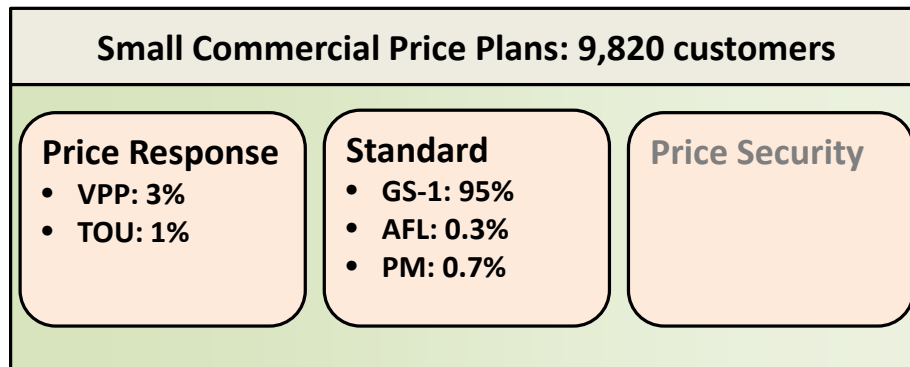 Small Commercial Price Plans: 9,820 customers
Price Response
• VPP: 3%
• TOU: 1%
Standard
• GS-1: 95%
• AFL: 0.3%
• PM: 0.7%
Price Security